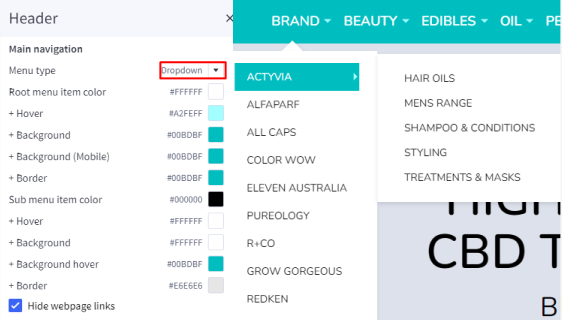 Header
×
Main navigation
Menu type Dropdown
Root menu item color #FFFFFF
+ Hover #A2FEFF
+ Background #00BDBF
+ Background (Mobile) #00BDBF
+ Border #00BDBF
Sub menu item color #000000
+ Hover #FFFFFF
+ Background #FFFFFF
+ Background hover #00BDBF
+ Border #E6E6E6
Hide webpage links
BRAND BEAUTY EDIBLES OIL PE
ACTYVIA
ALFAPARF
ALL CAPS
COLOR WOW
ELEVEN AUSTRALIA
PUREOLOGY
R+CO
GROW GORGEOUS
REDKEN
HAIR OILS
MENS RANGE
SHAMPOO & CONDITIONS
STYLING
TREATMENTS & MASKS
HIGH
CBD T
B